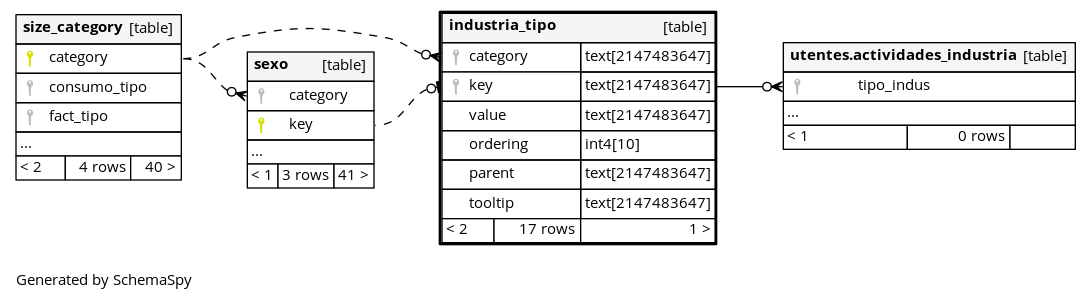 size_category [table]
category
consumo_tipo
fact_tipo
...
< 2 4 rows 40 >
sexo [table]
category
key
...
< 1 3 rows 41 >
industria_tipo [table]
category text[2147483647]
key text[2147483647]
value text[2147483647]
ordering int4[10]
parent text[2147483647]
tooltip text[2147483647]
< 2 17 rows 1 >
utentes.actividades_industria [table]
tipo_indus
...
< 1 0 rows
Generated by SchemaSpy